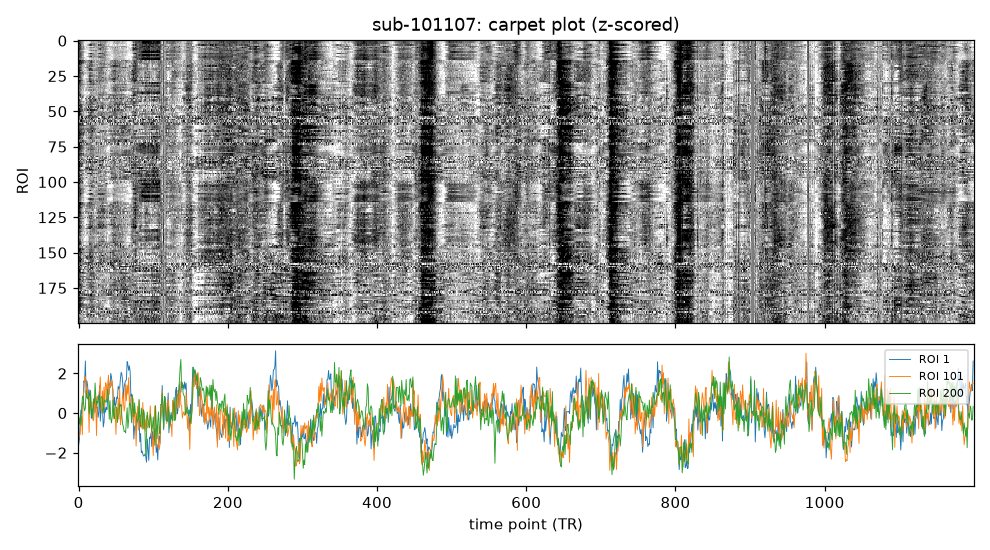 sub-101107: carpet plot (z-scored)
0
25
50
75
100
125
150
175
ROI
2
0
−2
ROI 1
ROI 101
ROI 200
0 200 400 600 800 1000
time point (TR)